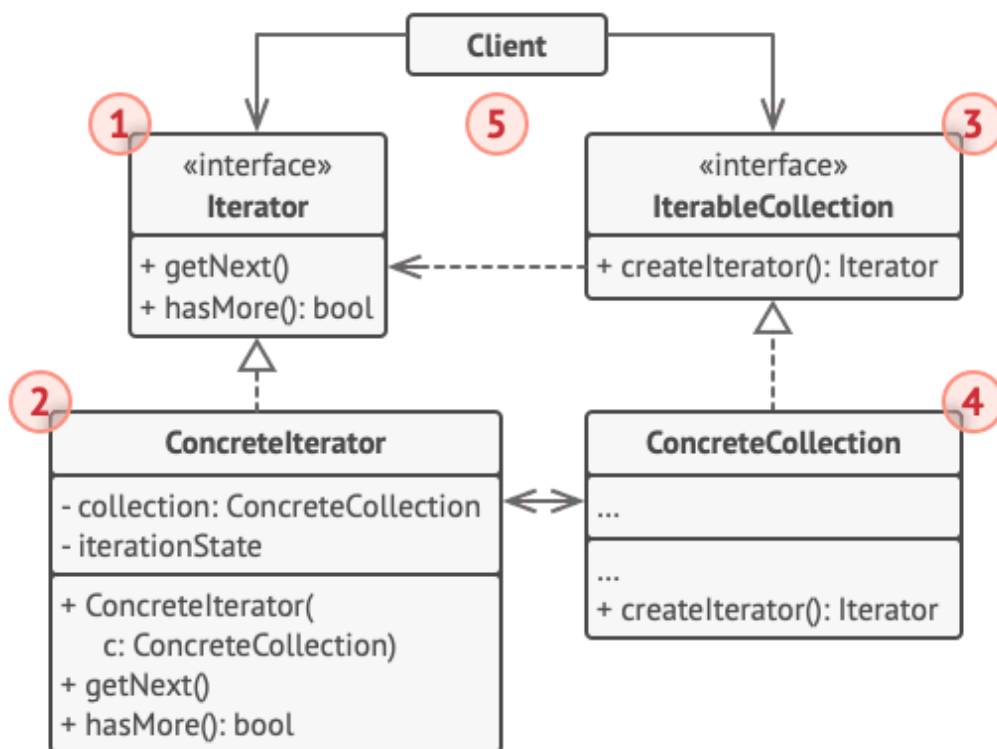 Client
1
5
3
«interface»
Iterator
+ getNext()
+ hasMore(): bool
«interface»
IterableCollection
+ createIterator(): Iterator
2
ConcreteIterator
- collection: ConcreteCollection
- iterationState
+ ConcreteIterator(
c: ConcreteCollection)
+ getNext()
+ hasMore(): bool
4
ConcreteCollection
...
...
+ createIterator(): Iterator